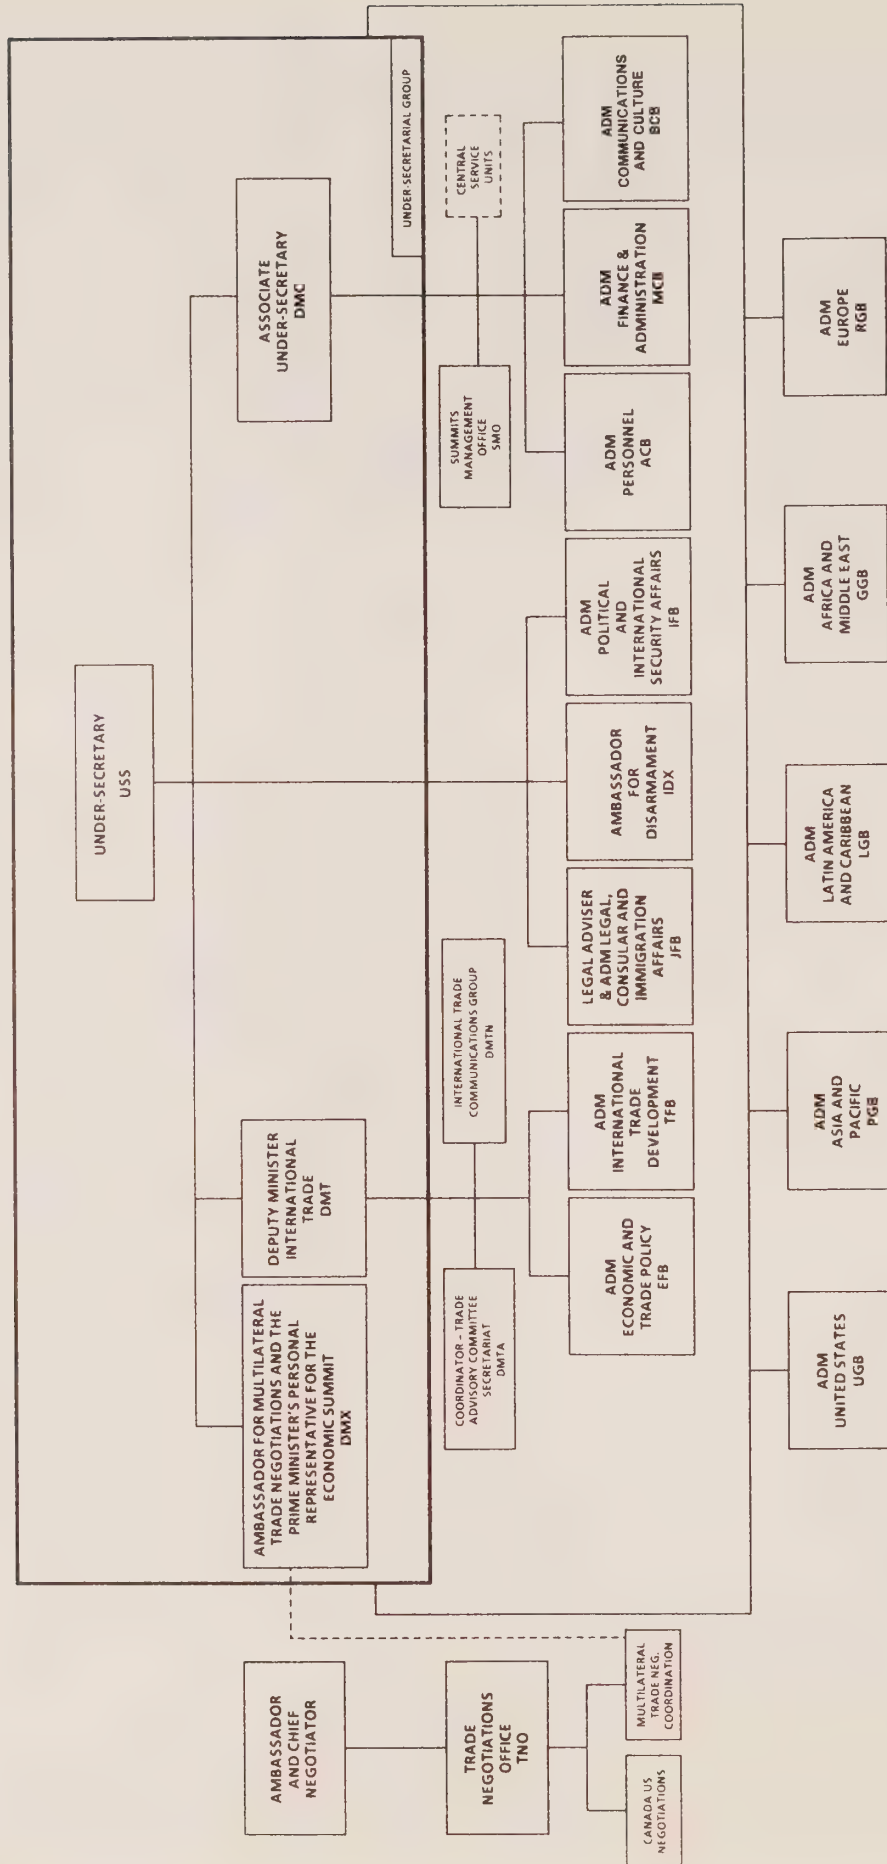 UNDER-SECRETARY
USS
UNDER-SECRETARIAL GROUP
AMBASSADOR FOR MULTILATERAL
TRADE NEGOTIATIONS AND THE
PRIME MINISTER'S PERSONAL
REPRESENTATIVE FOR THE
ECONOMIC SUMMIT
DMX
DEPUTY MINISTER
INTERNATIONAL
TRADE
DMT
ASSOCIATE
UNDER-SECRETARY
DMC
AMBASSADOR
AND CHIEF
NEGOTIATOR
TRADE
NEGOTIATIONS
OFFICE
TNO
CANADA US
NEGOTIATIONS
MULTILATERAL
TRADE NEG.
COORDINATION
COORDINATOR – TRADE
ADVISORY COMMITTEE
SECRETARIAT
DMTA
INTERNATIONAL TRADE
COMMUNICATIONS GROUP
DMTN
SUMMITS
MANAGEMENT
OFFICE
SMO
CENTRAL
SERVICE
UNITS
ADM
ECONOMIC AND
TRADE POLICY
EFB
ADM
INTERNATIONAL
TRADE
DEVELOPMENT
TFB
LEGAL ADVISER
& ADM LEGAL,
CONSULAR AND
IMMIGRATION
AFFAIRS
JFB
AMBASSADOR
FOR
DISARMAMENT
IDX
ADM
POLITICAL
AND
INTERNATIONAL
SECURITY AFFAIRS
IFB
ADM
PERSONNEL
ACB
ADM
FINANCE &
ADMINISTRATION
MCB
ADM
COMMUNICATIONS
AND CULTURE
BCB
ADM
UNITED STATES
UGB
ADM
ASIA AND
PACIFIC
PGB
ADM
LATIN AMERICA
AND CARIBBEAN
LGB
ADM
AFRICA AND
MIDDLE EAST
GGB
ADM
EUROPE
RGB